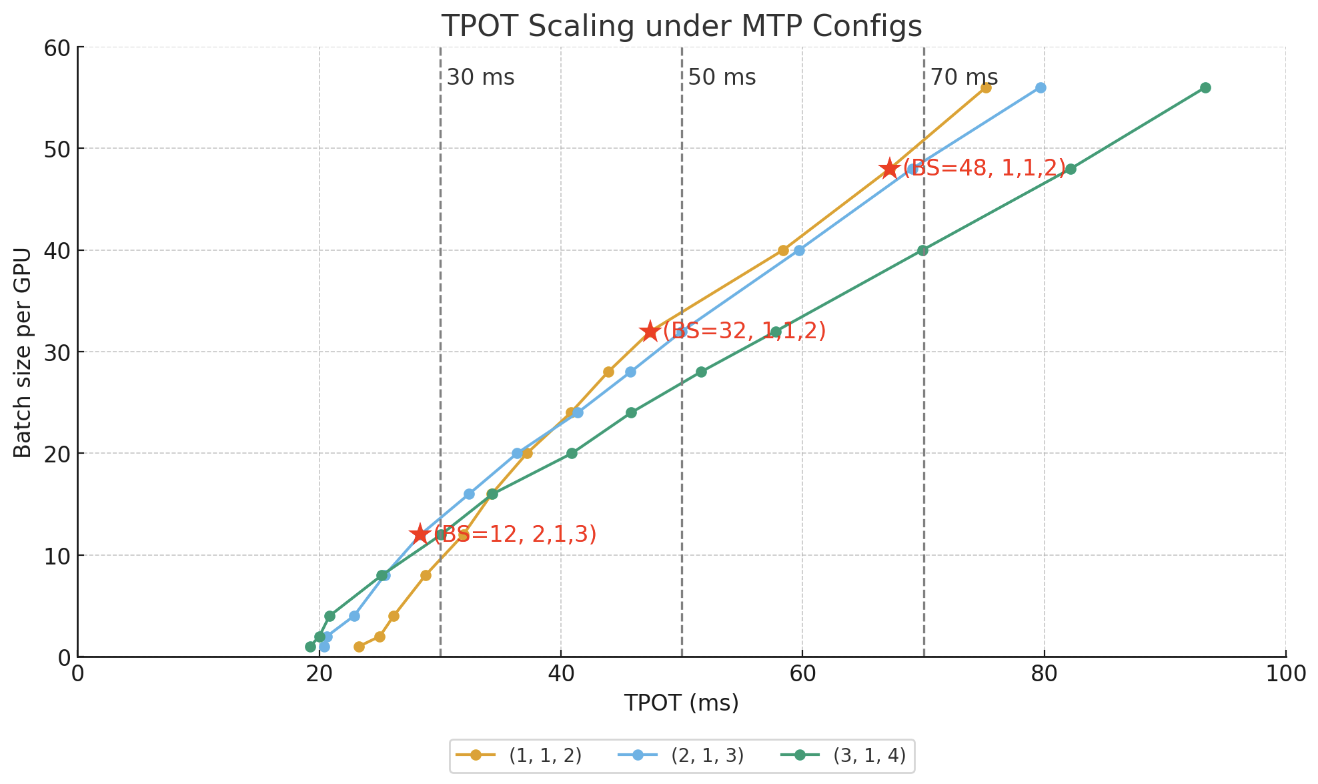 TPOT Scaling under MTP Configs
60
50
40
30
20
10
0
Batch size per GPU
30 ms
50 ms
70 ms
(BS=48, 1,1,2)
(BS=32, 1,1,2)
(BS=12, 2,1,3)
0
20
40
60
80
100
TPOT (ms)
(1, 1, 2)
(2, 1, 3)
(3, 1, 4)